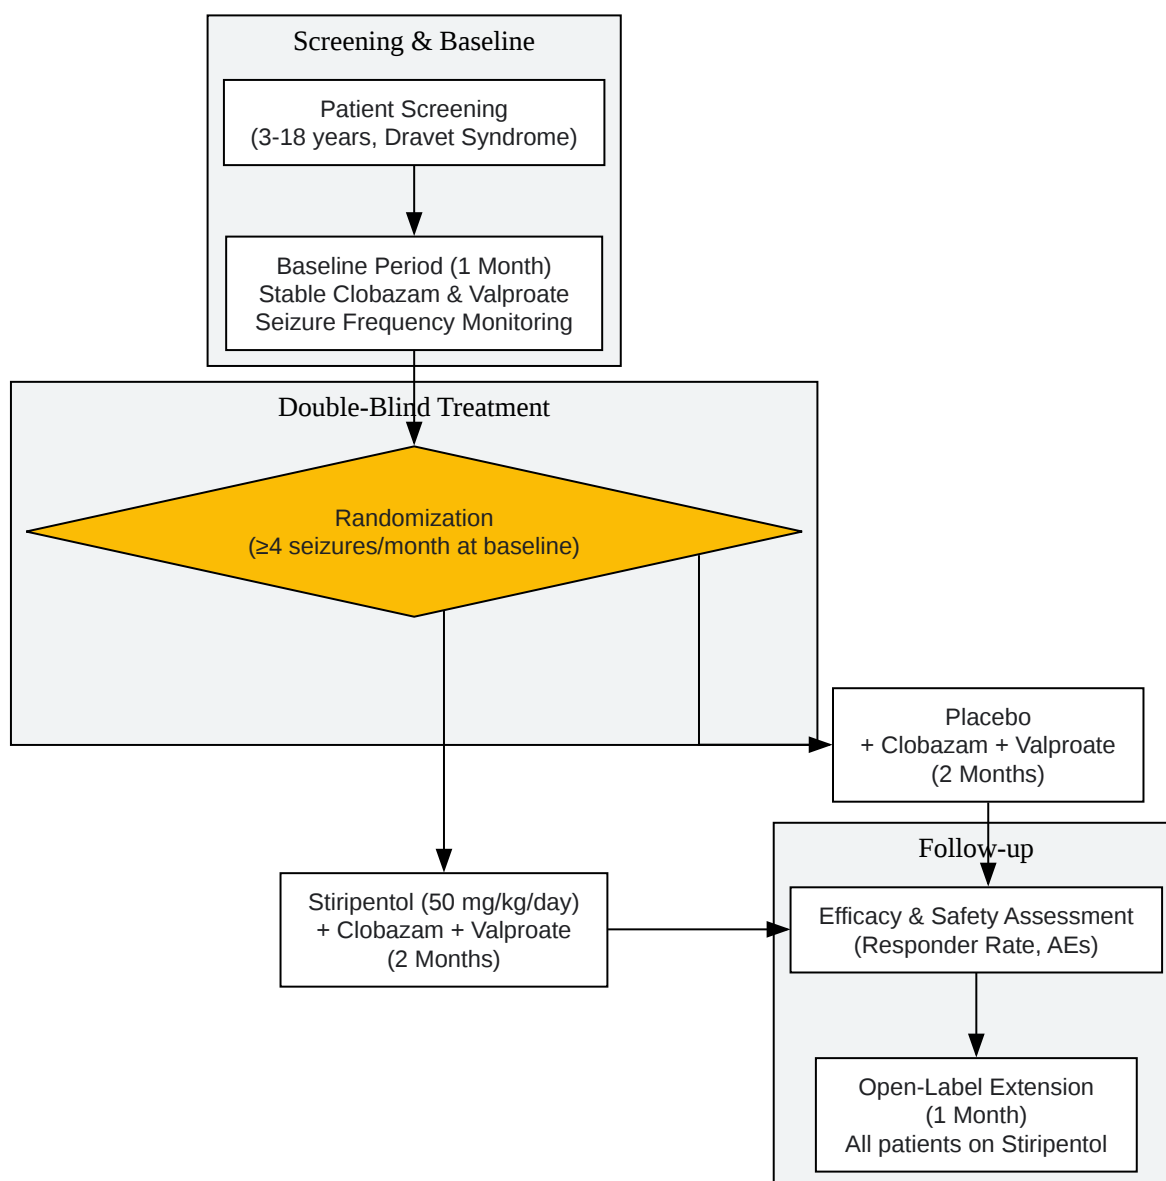 Screening & Baseline
Patient Screening
(3-18 years, Dravet Syndrome)
Baseline Period (1 Month)
Stable Clobazam & Valproate
Seizure Frequency Monitoring
Double-Blind Treatment
Randomization
(≥4 seizures/month at baseline)
Placebo
+ Clobazam + Valproate
(2 Months)
Stiripentol (50 mg/kg/day)
+ Clobazam + Valproate
(2 Months)
Follow-up
Efficacy & Safety Assessment
(Responder Rate, AEs)
Open-Label Extension
(1 Month)
All patients on Stiripentol